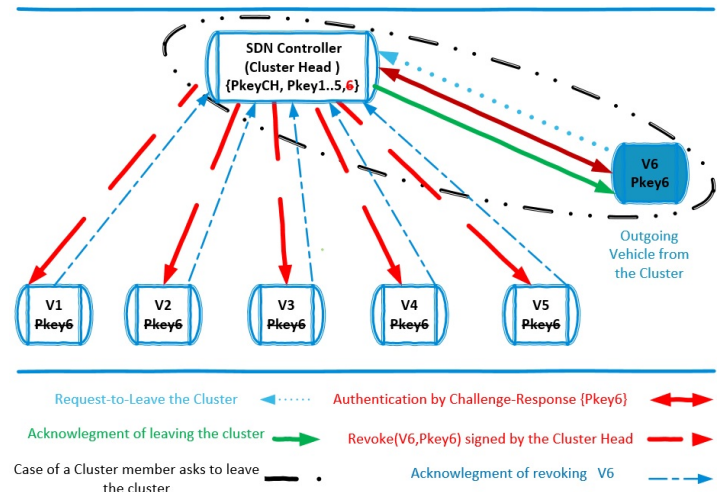 SDN Controller
(Cluster Head )
{PkeyCH, Pkey1..5,6}
V6
Pkey6
Outgoing
Vehicle from
the Cluster
V1
Pkey6
V2
Pkey6
V3
Pkey6
V4
Pkey6
V5
Pkey6
Request-to-Leave the Cluster
Authentication by Challenge-Response {Pkey6}
Acknowlegment of leaving the cluster
Revoke(V6,Pkey6) signed by the Cluster Head
Case of a Cluster member asks to leave
the cluster
Acknowlegment of revoking V6